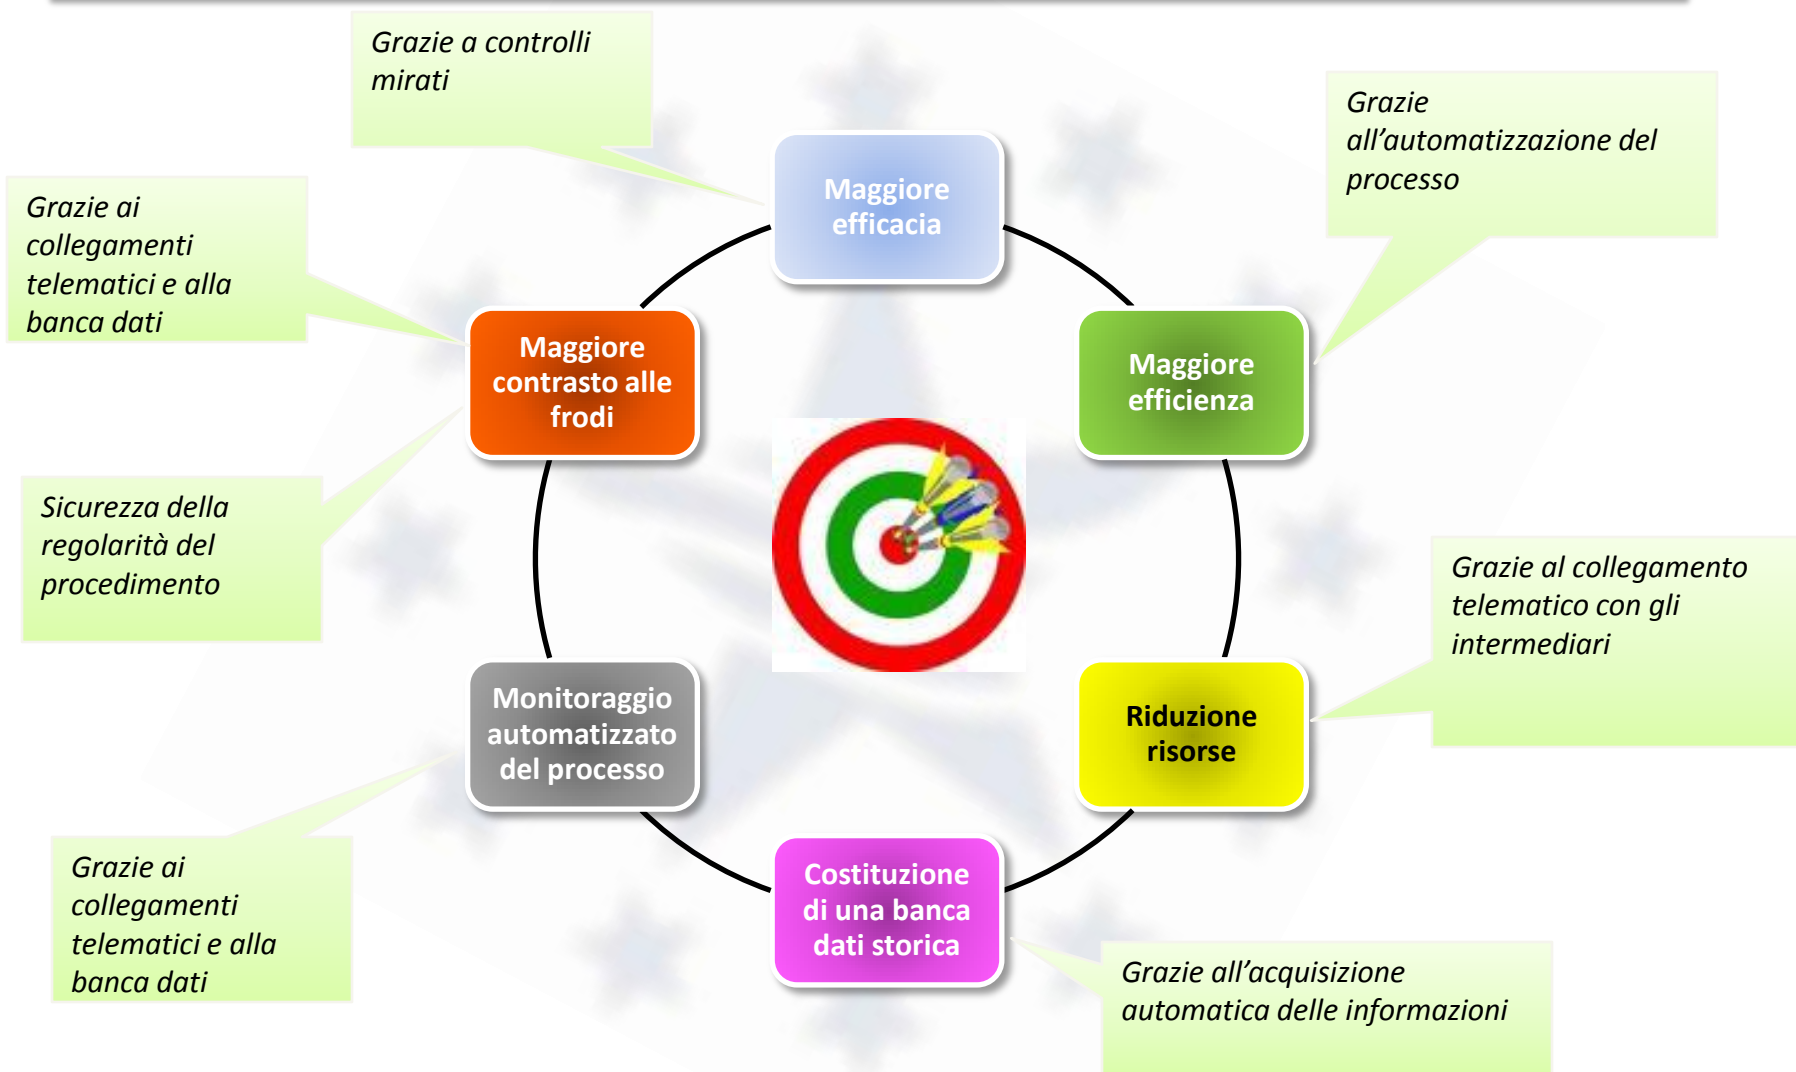 Grazie a controlli
mirati
Grazie
all’automatizzazione del
processo
Grazie ai
collegamenti
telematici e alla
banca dati
Maggiore
efficacia
Maggiore
contrasto alle
frodi
Maggiore
efficienza
Sicurezza della
regolarità del
procedimento
Grazie al collegamento
telematico con gli
intermediari
Monitoraggio
automatizzato
del processo
Riduzione
risorse
Grazie ai
collegamenti
telematici e alla
banca dati
Costituzione
di una banca
dati storica
Grazie all’acquisizione
automatica delle informazioni